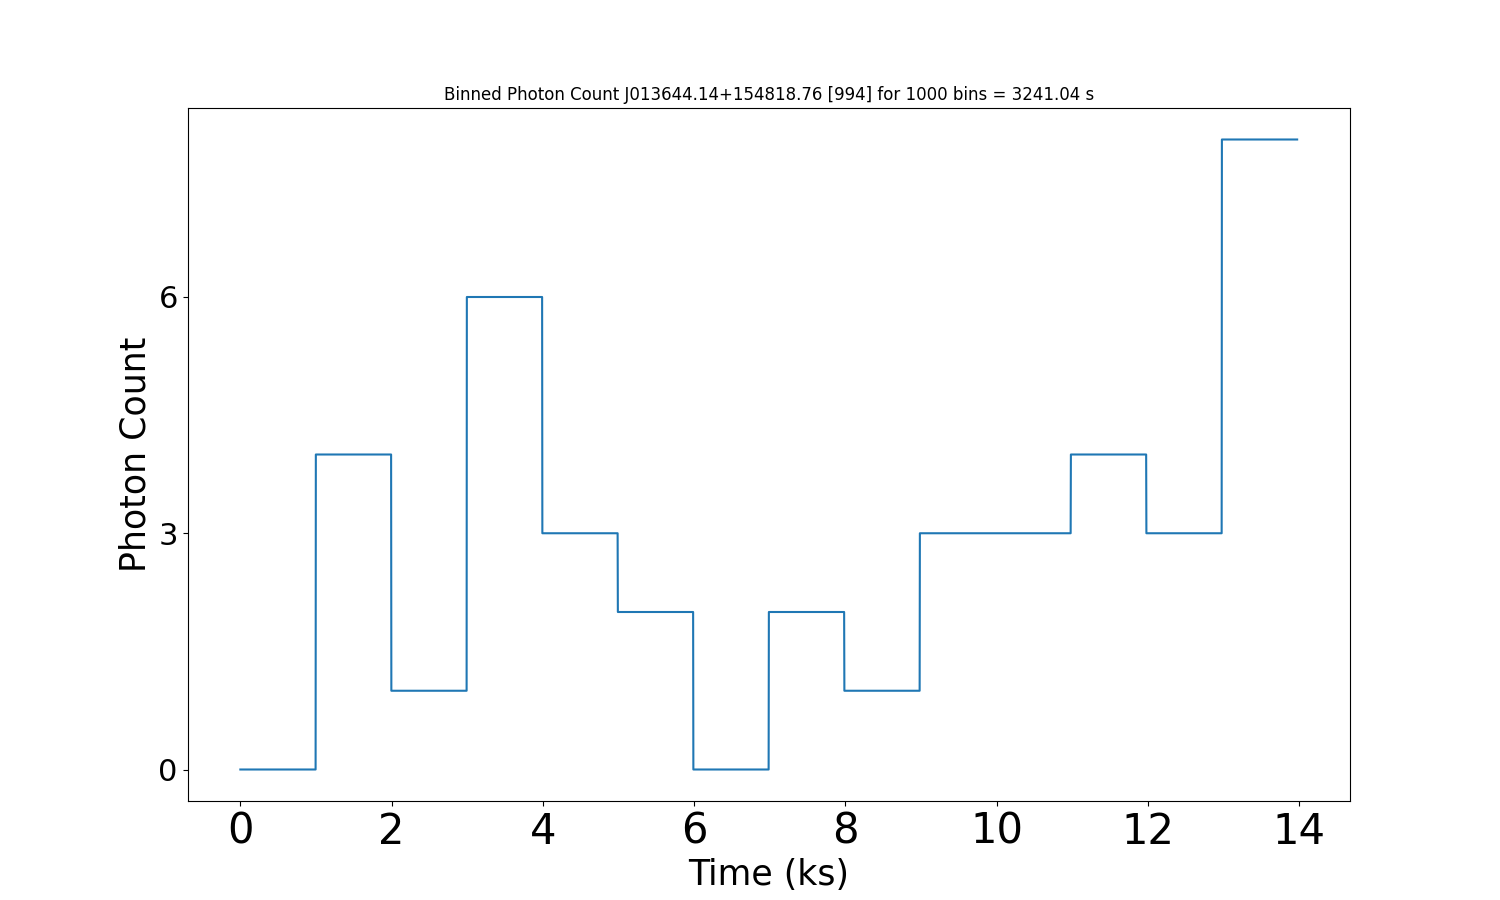 Binned Photon Count J013644.14+154818.76 [994] for 1000 bins = 3241.04 s
6
3
0
Photon Count
0 2 4 6 8 10 12 14
Time (ks)